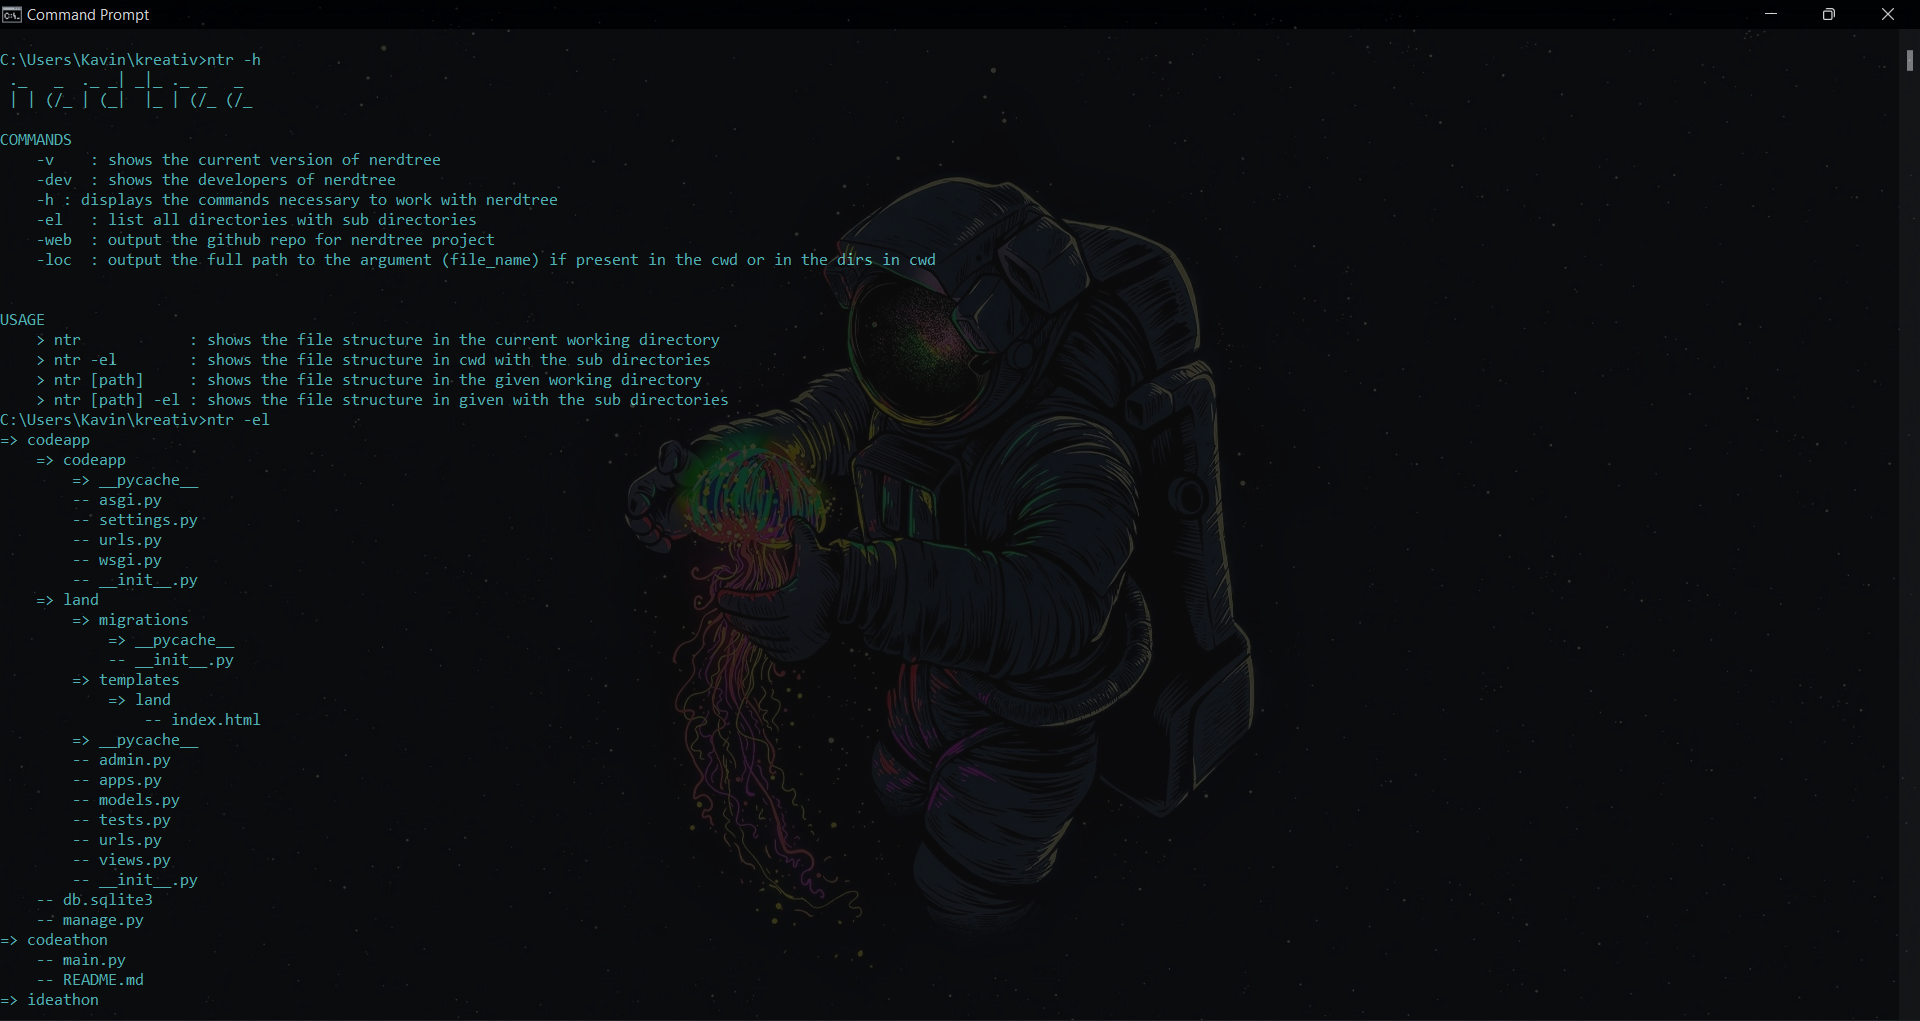 Command Prompt
C:\Users\Kavin\kreativ>ntr -h
nerdtree
COMMANDS
-v : shows the current version of nerdtree
-dev : shows the developers of nerdtree
-h : displays the commands necessary to work with nerdtree
-el : list all directories with sub directories
-web : output the github repo for nerdtree project
-loc : output the full path to the argument (file_name) if present in the cwd or in the dirs in cwd
USAGE
> ntr : shows the file structure in the current working directory
> ntr -el : shows the file structure in cwd with the sub directories
> ntr [path] : shows the file structure in the given working directory
> ntr [path] -el : shows the file structure in given with the sub directories
C:\Users\Kavin\kreativ>ntr -el
=> codeapp
=> codeapp
=> __pycache__
-- asgi.py
-- settings.py
-- urls.py
-- wsgi.py
-- __init__.py
=> land
=> migrations
=> __pycache__
-- __init__.py
=> templates
=> land
-- index.html
=> __pycache__
-- admin.py
-- apps.py
-- models.py
-- tests.py
-- urls.py
-- views.py
-- __init__.py
-- db.sqlite3
-- manage.py
=> codeathon
-- main.py
-- README.md
=> ideathon